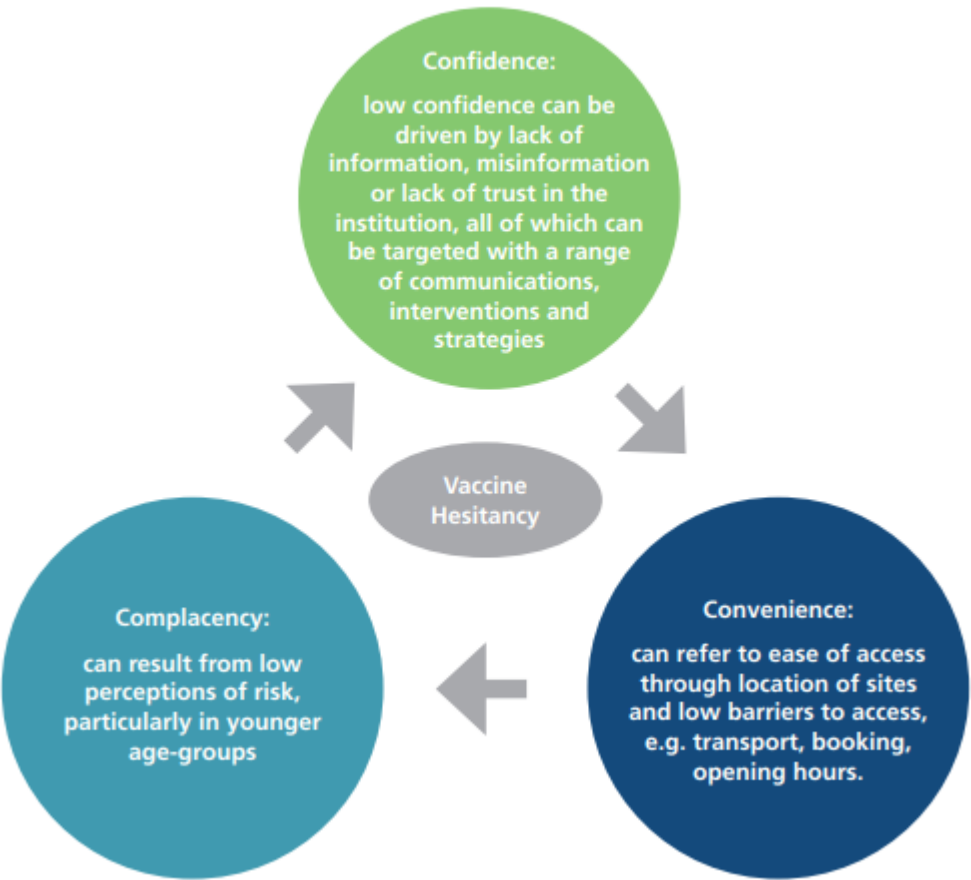 Confidence:
low confidence can be
driven by lack of
information, misinformation
or lack of trust in the
institution, all of which can
be targeted with a range
of communications,
interventions and
strategies
Vaccine
Hesitancy
Complacency:
can result from low
perceptions of risk,
particularly in younger
age-groups
Convenience:
can refer to ease of access
through location of sites
and low barriers to access,
e.g. transport, booking,
opening hours.